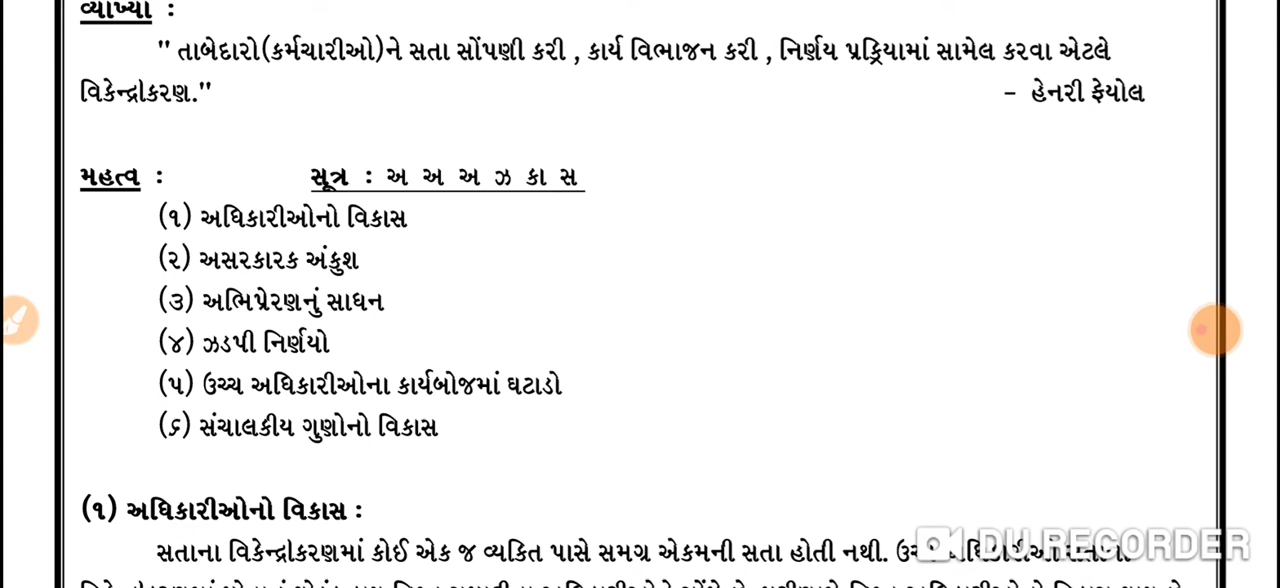 વ્યાખ્યા :
" તાબેદારો(કર્મચારીઓ)ને સતા સોંપણી કરી , કાર્ય વિભાજન કરી , નિર્ણય પ્રક્રિયામાં સામેલ કરવા એટલે
વિકેન્દ્રીકરણ." – હેનરી ફેયોલ
મહત્વ : સૂત્ર : અ અ અ ઝ કા સ
(૧) અધિકારીઓનો વિકાસ
(૨) અસરકારક અંકુશ
(૩) અભિપ્રેરણનું સાધન
(૪) ઝડપી નિર્ણયો
(૫) ઉચ્ચ અધિકારીઓના કાર્યબોજમાં ઘટાડો
(૬) સંચાલકીય ગુણોનો વિકાસ
(૧) અધિકારીઓનો વિકાસ :
સતાના વિકેન્દ્રીકરણમાં કોઈ એક જ વ્યકિત પાસે સમગ્ર એકમની સતા હોતી નથી.
DU RECORDER